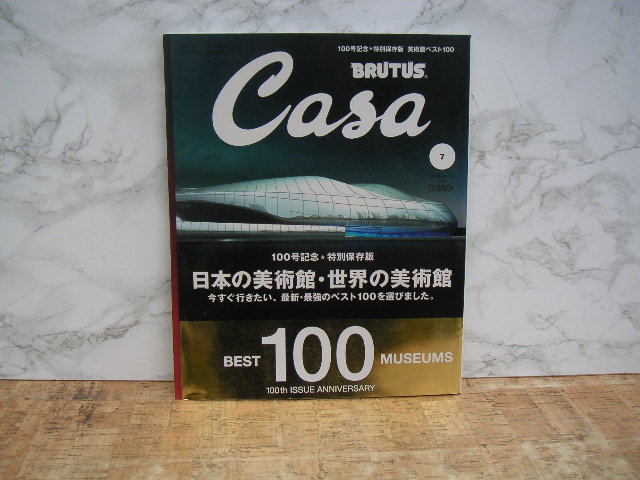 100号記念★特別保存版 美術館ベスト100
BRUTUS
Casa
7
980
100号記念★特別保存版
日本の美術館・世界の美術館
今すぐ行きたい、最新・最強のベスト100を選びました。
BEST 100 MUSEUMS
100th ISSUE ANNIVERSARY